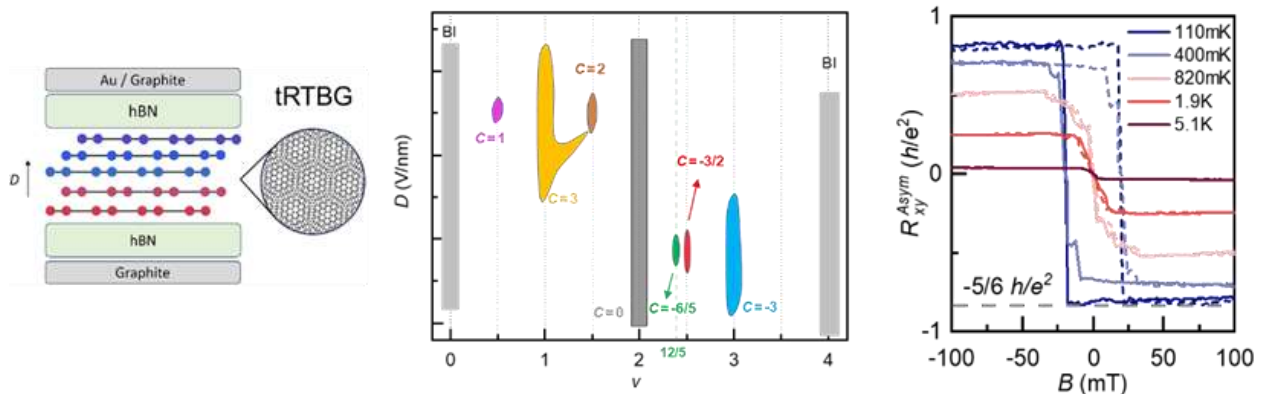 Au / Graphite
hBN
D
hBN
Graphite
tRTBG
D (V/nm)
BI
C=1
C=3
C=2
C=0
C=-3/2
C=-6/5
C=-3
BI
0
1
2
12/5
3
4
ν
R_xy^Asym (h/e²)
1
0
-1
110mK
400mK
820mK
1.9K
5.1K
-5/6 h/e²
-100
-50
0
50
100
B (mT)